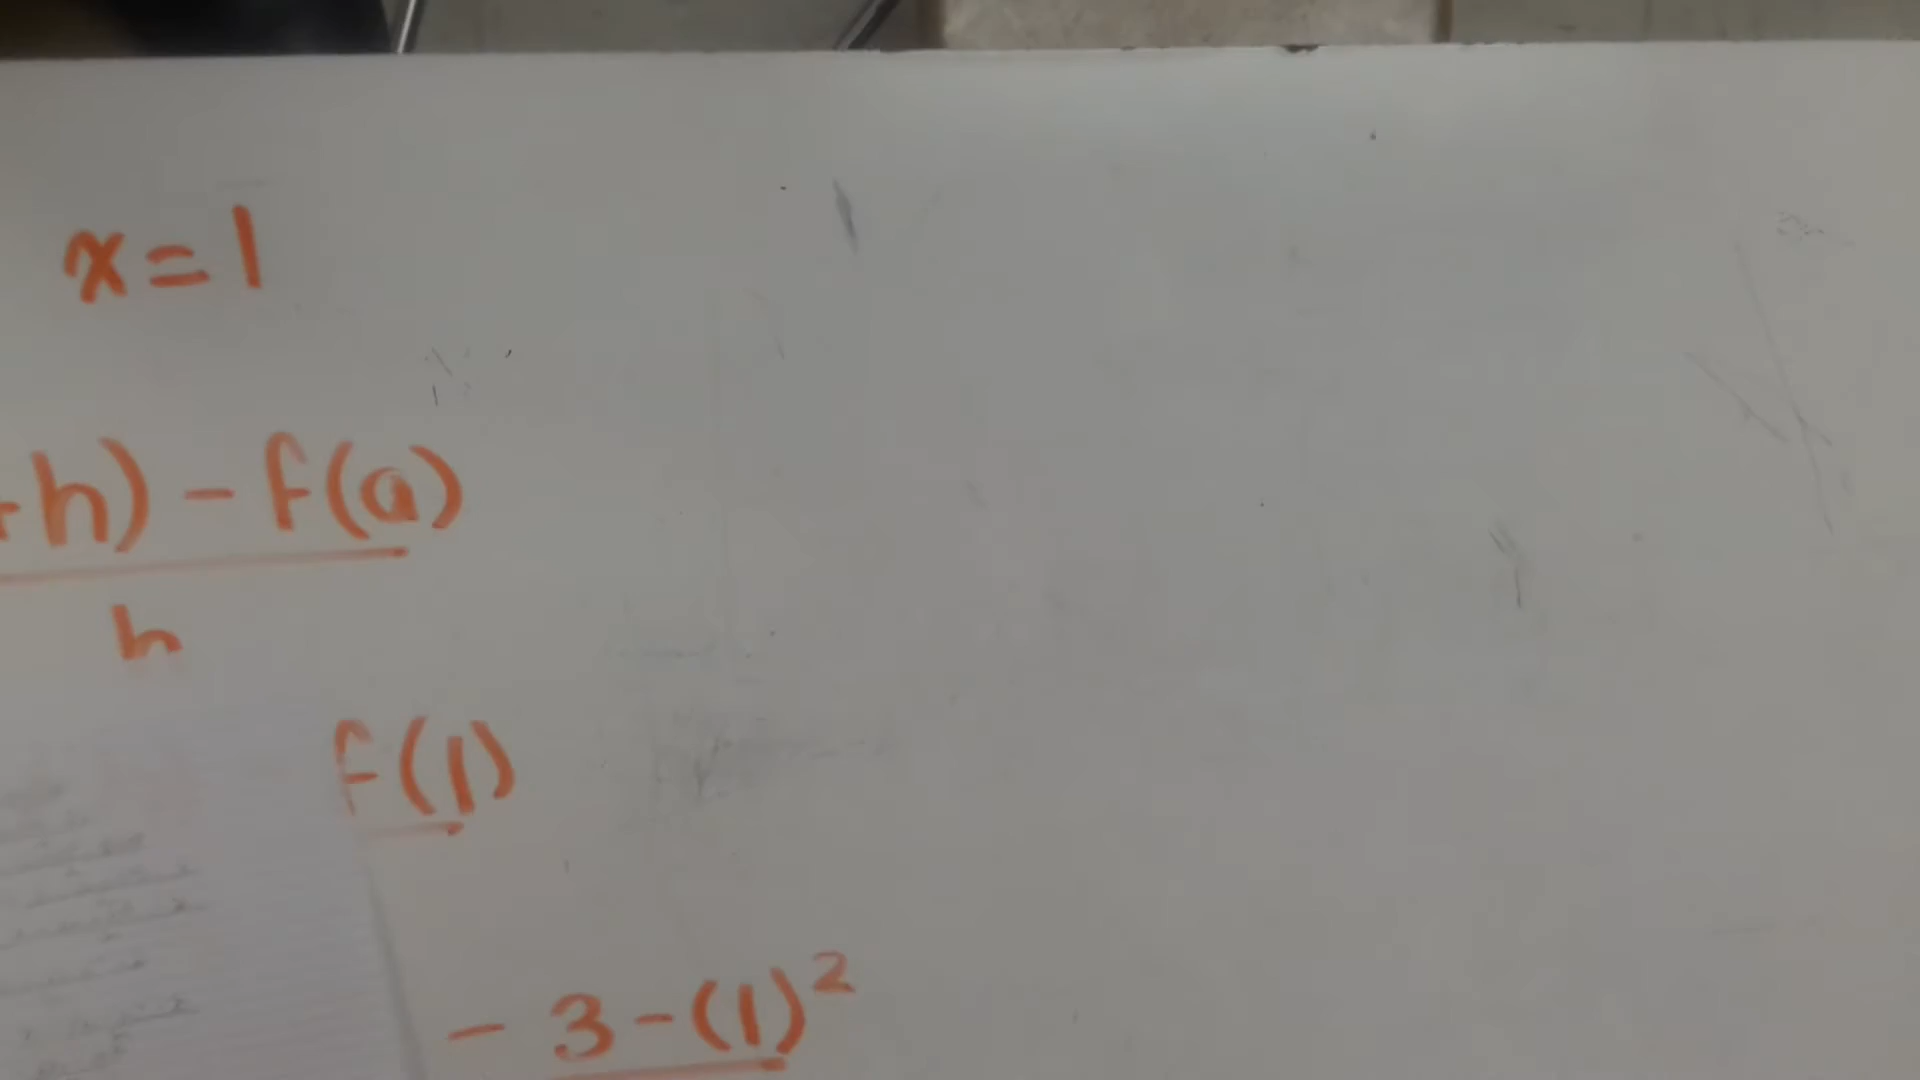 x=1
+h) - f(a)
h
f(1)
- 3-(1)²